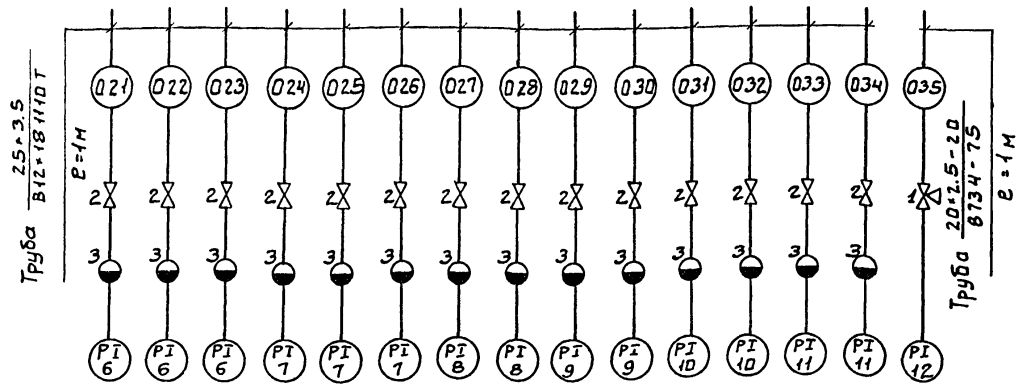 021 022 023 024 025 026 027 028 029 030 031 032 033 034 035
Труба 25×3.5
В12×18Н10Т
ℓ=1м
2 2 2 2 2 2 2 2 2 2 2 2 2 2 1
3 3 3 3 3 3 3 3 3 3 3 3 3 3
PI PI PI PI PI PI PI PI PI PI PI PI PI PI PI
6 6 6 7 7 7 8 8 9 9 10 10 11 11 12
Труба 20×2.5-20
В734-75
ℓ=1м